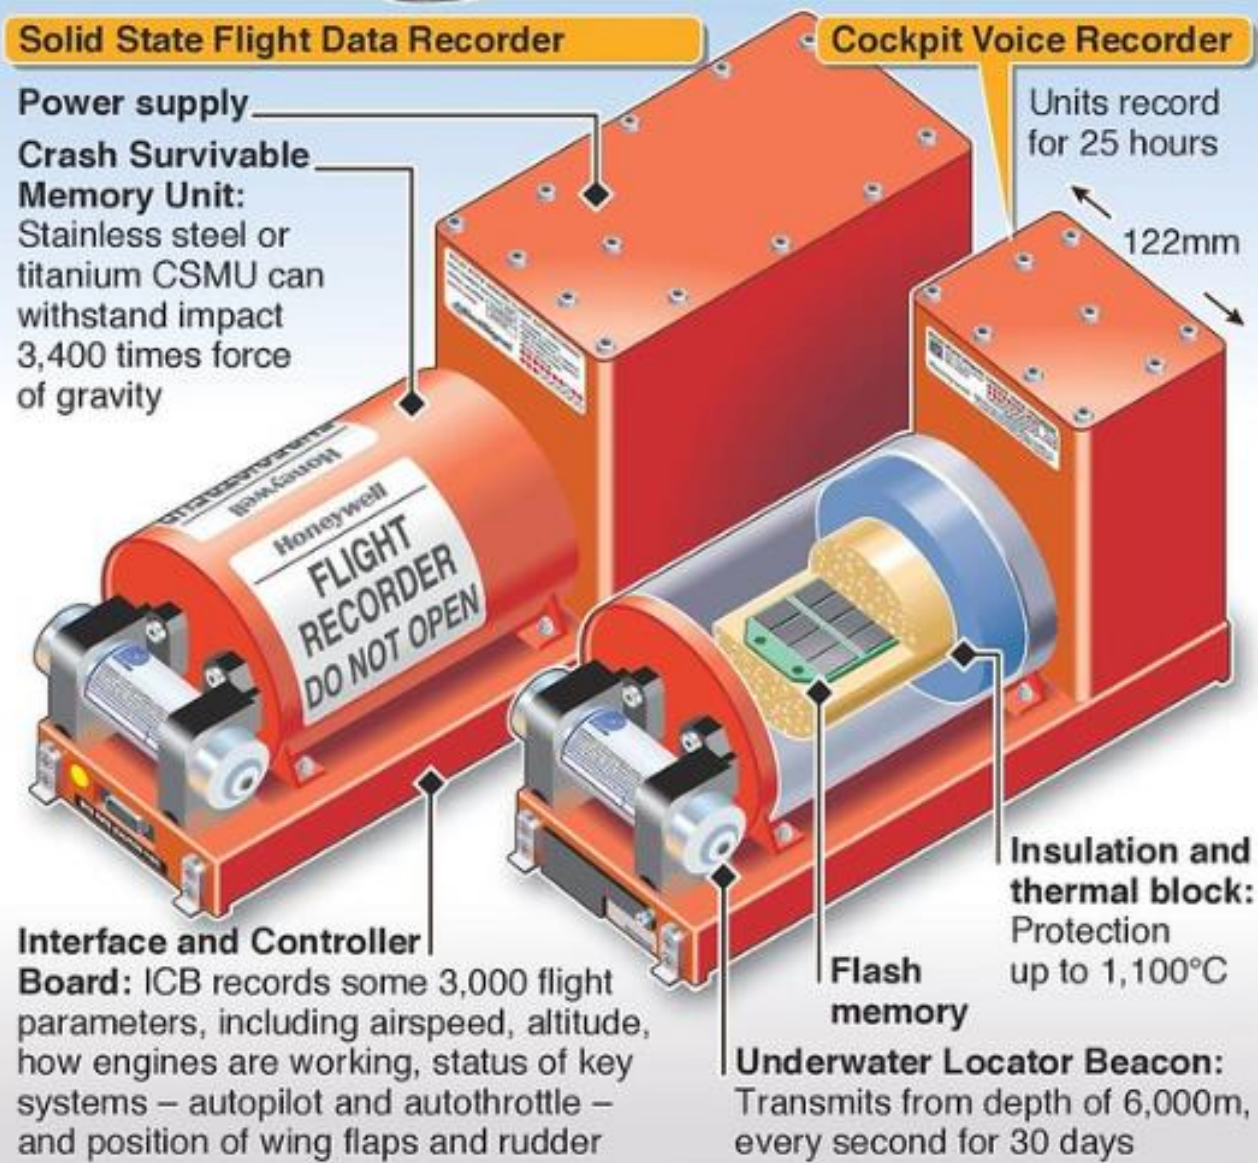 Solid State Flight Data Recorder
Cockpit Voice Recorder
Power supply
Crash Survivable
Memory Unit:
Stainless steel or
titanium CSMU can
withstand impact
3,400 times force
of gravity
Units record
for 25 hours
122mm
Honeywell
Honeywell
FLIGHT
RECORDER
DO NOT OPEN
Interface and Controller
Board: ICB records some 3,000 flight
parameters, including airspeed, altitude,
how engines are working, status of key
systems – autopilot and autothrottle –
and position of wing flaps and rudder
Insulation and
thermal block:
Protection
up to 1,100°C
Flash
memory
Underwater Locator Beacon:
Transmits from depth of 6,000m,
every second for 30 days